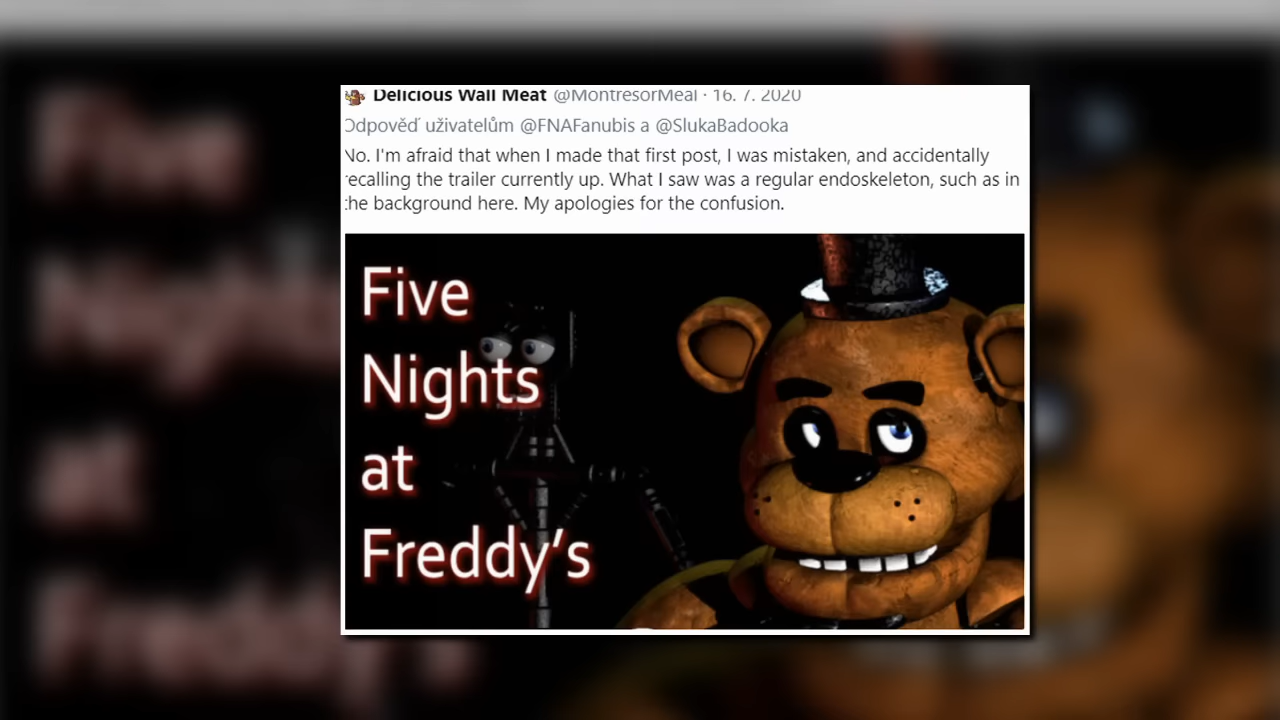 Delicious Wall Meat @MontresorMeal · 16. 7. 2020
Odpověď uživatelům @FNAFanubis a @SlukaBadooka
No. I'm afraid that when I made that first post, I was mistaken, and accidentally
recalling the trailer currently up. What I saw was a regular endoskeleton, such as in
the background here. My apologies for the confusion.
Five
Nights
at
Freddy's